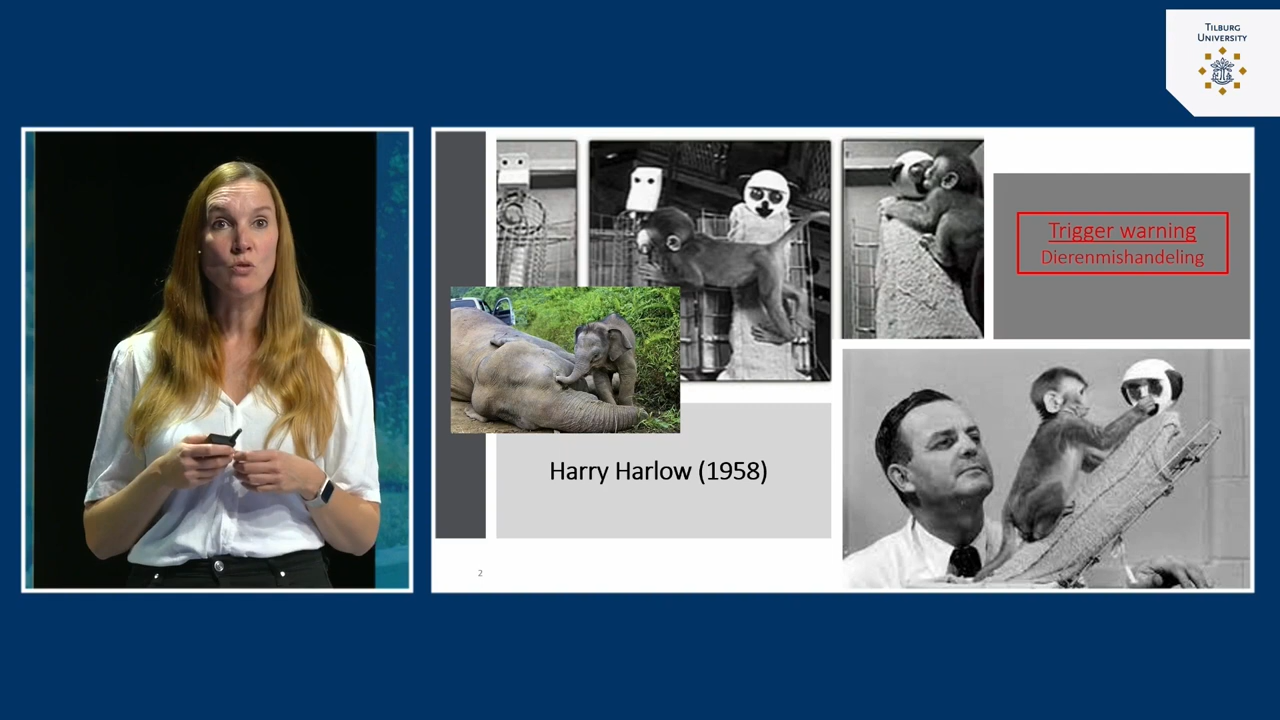 TILBURG
UNIVERSITY
Trigger warning
Dierenmishandeling
Harry Harlow (1958)
2